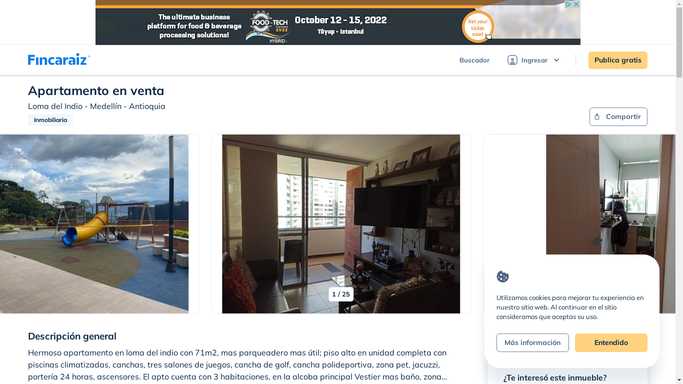 The ultimate business
platform for food & beverage
processing solutions!
FOOD-TECH
HYBRID
October 12 - 15, 2022
Tüyap - Istanbul
Get your
ticket
now!
Fincaraiz
Buscador
Ingresar
Publica gratis
Apartamento en venta
Loma del Indio - Medellín - Antioquia
Inmobiliaria
Compartir
1 / 25
Utilizamos cookies para mejorar tu experiencia en
nuestro sitio web. Al continuar en el sitio
consideramos que aceptas su uso.
Más información
Entendido
Descripción general
Hermoso apartamento en loma del indio con 71m2, mas parqueadero mas útil; piso alto en unidad completa con
piscinas climatizadas, canchas, tres salones de juegos, cancha de golf, cancha polideportiva, zona pet, jacuzzi,
portería 24 horas, ascensores. El apto cuenta con 3 habitaciones, en la alcoba principal Vestier mas baño, zona...
¿Te interesó este inmueble?